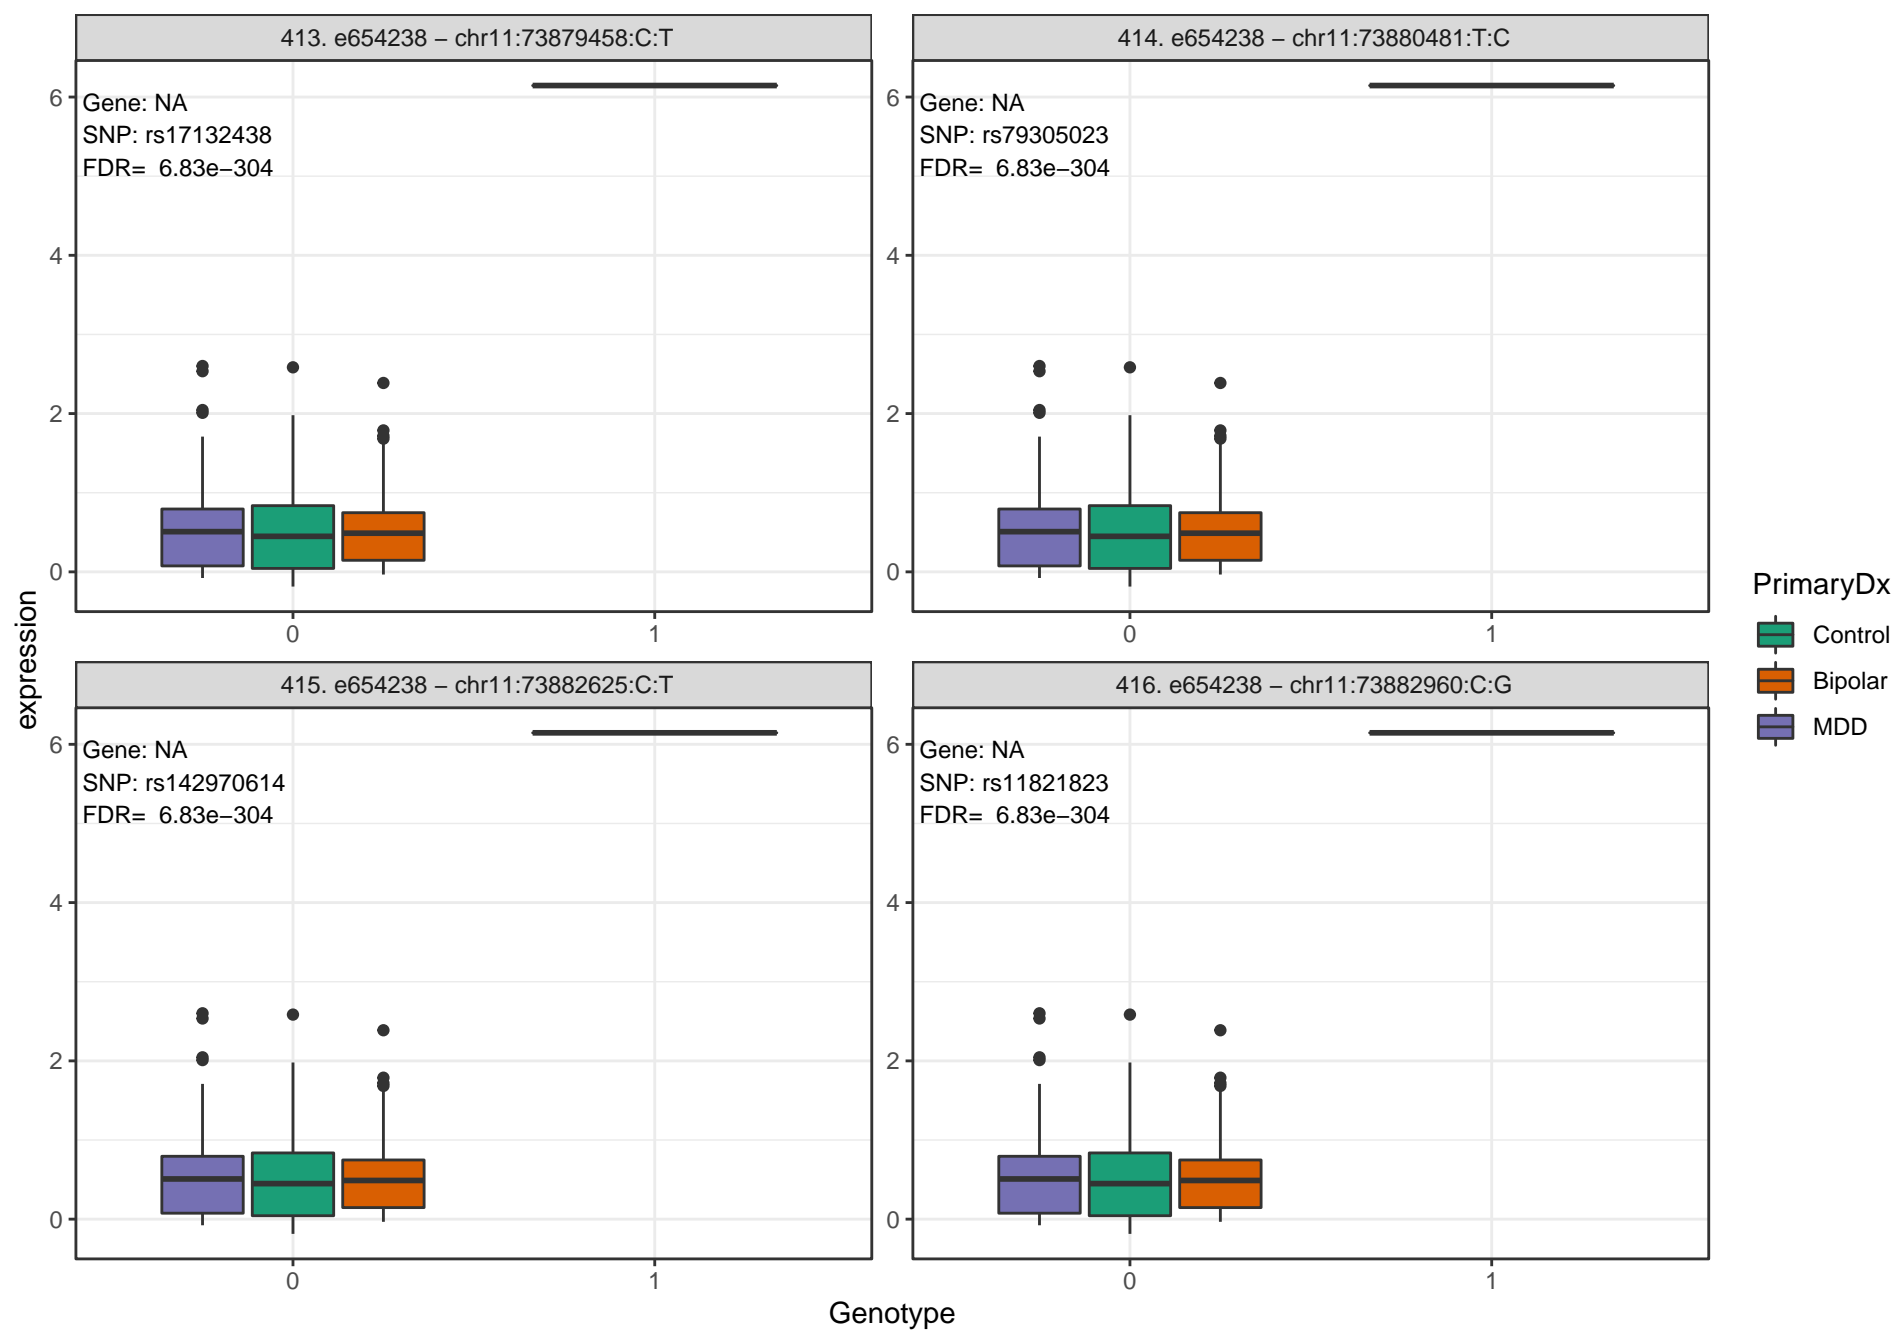 413. e654238 − chr11:73879458:C:T
6
4
2
0
Gene: NA
SNP: rs17132438
FDR=  6.83e−304
0
1
414. e654238 − chr11:73880481:T:C
6
4
2
0
Gene: NA
SNP: rs79305023
FDR=  6.83e−304
0
1
415. e654238 − chr11:73882625:C:T
6
4
2
0
Gene: NA
SNP: rs142970614
FDR=  6.83e−304
0
1
416. e654238 − chr11:73882960:C:G
6
4
2
0
Gene: NA
SNP: rs11821823
FDR=  6.83e−304
0
1
expression
Genotype
PrimaryDx
Control
Bipolar
MDD